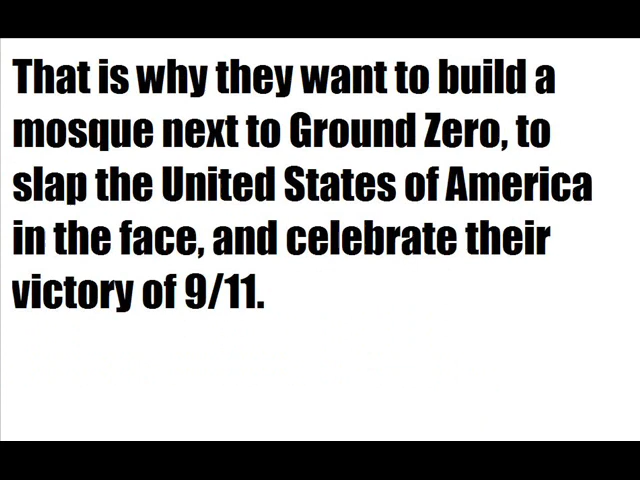 That is why they want to build a
mosque next to Ground Zero, to
slap the United States of America
in the face, and celebrate their
victory of 9/11.